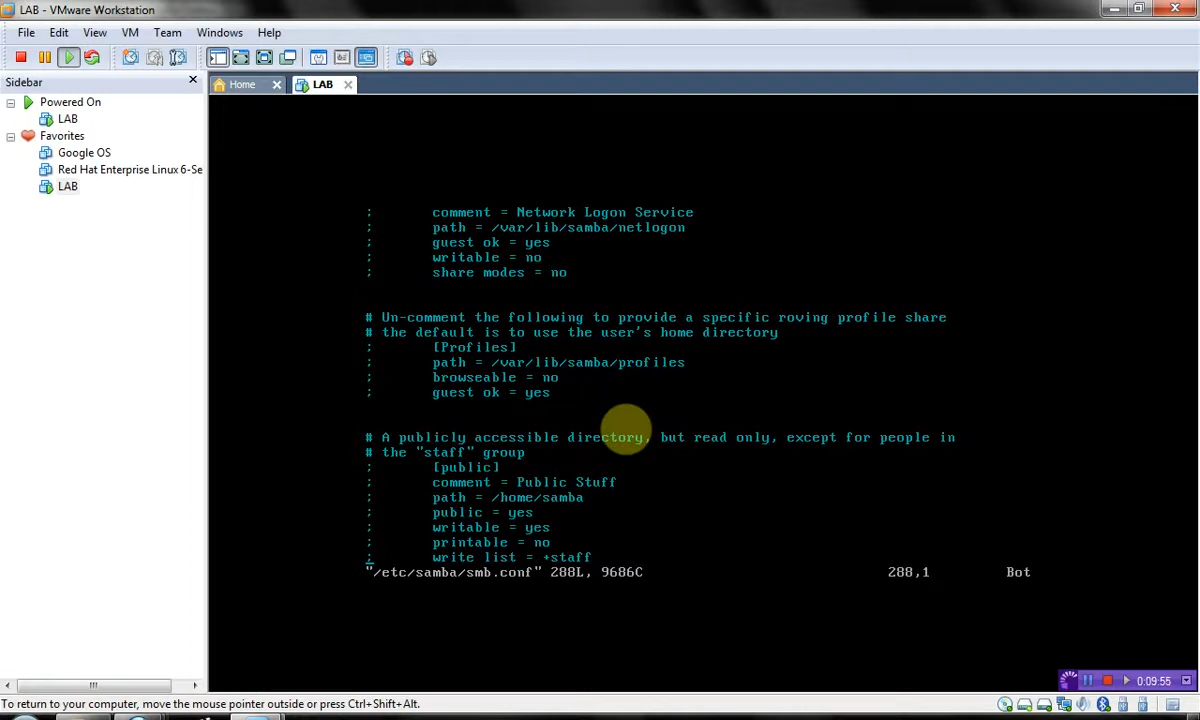 LAB - VMware Workstation
File Edit View VM Team Windows Help
Sidebar
Home
LAB
Powered On
LAB
Favorites
Google OS
Red Hat Enterprise Linux 6-Se
LAB
; comment = Network Logon Service
; path = /var/lib/samba/netlogon
; guest ok = yes
; writable = no
; share modes = no
# Un-comment the following to provide a specific roving profile share
# the default is to use the user's home directory
; [Profiles]
; path = /var/lib/samba/profiles
; browseable = no
; guest ok = yes
# A publicly accessible directory, but read only, except for people in
# the "staff" group
; [public]
; comment = Public Stuff
; path = /home/samba
; public = yes
; writable = yes
; printable = no
; write list = +staff
"/etc/samba/smb.conf" 288L, 9686C 288,1 Bot
0:09:55
To return to your computer, move the mouse pointer outside or press Ctrl+Shift+Alt.